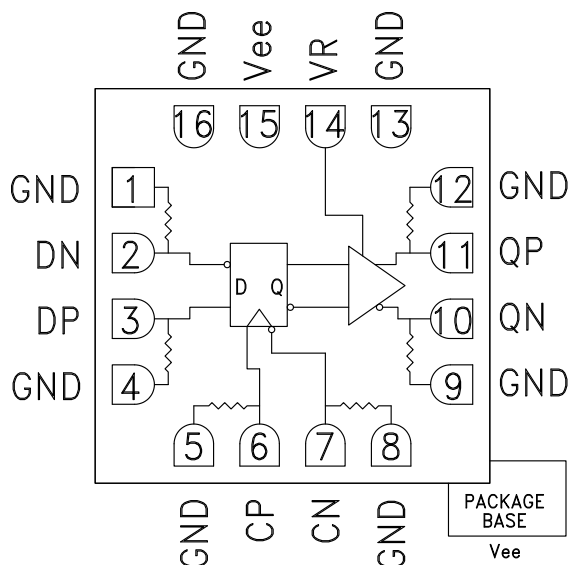 GND Vee VR GND
16 15 14 13
GND 1 12 GND
DN 2 11 QP
D Q
DP 3 10 QN
GND 4 9 GND
5 6 7 8
GND CP CN GND
PACKAGE
BASE
Vee